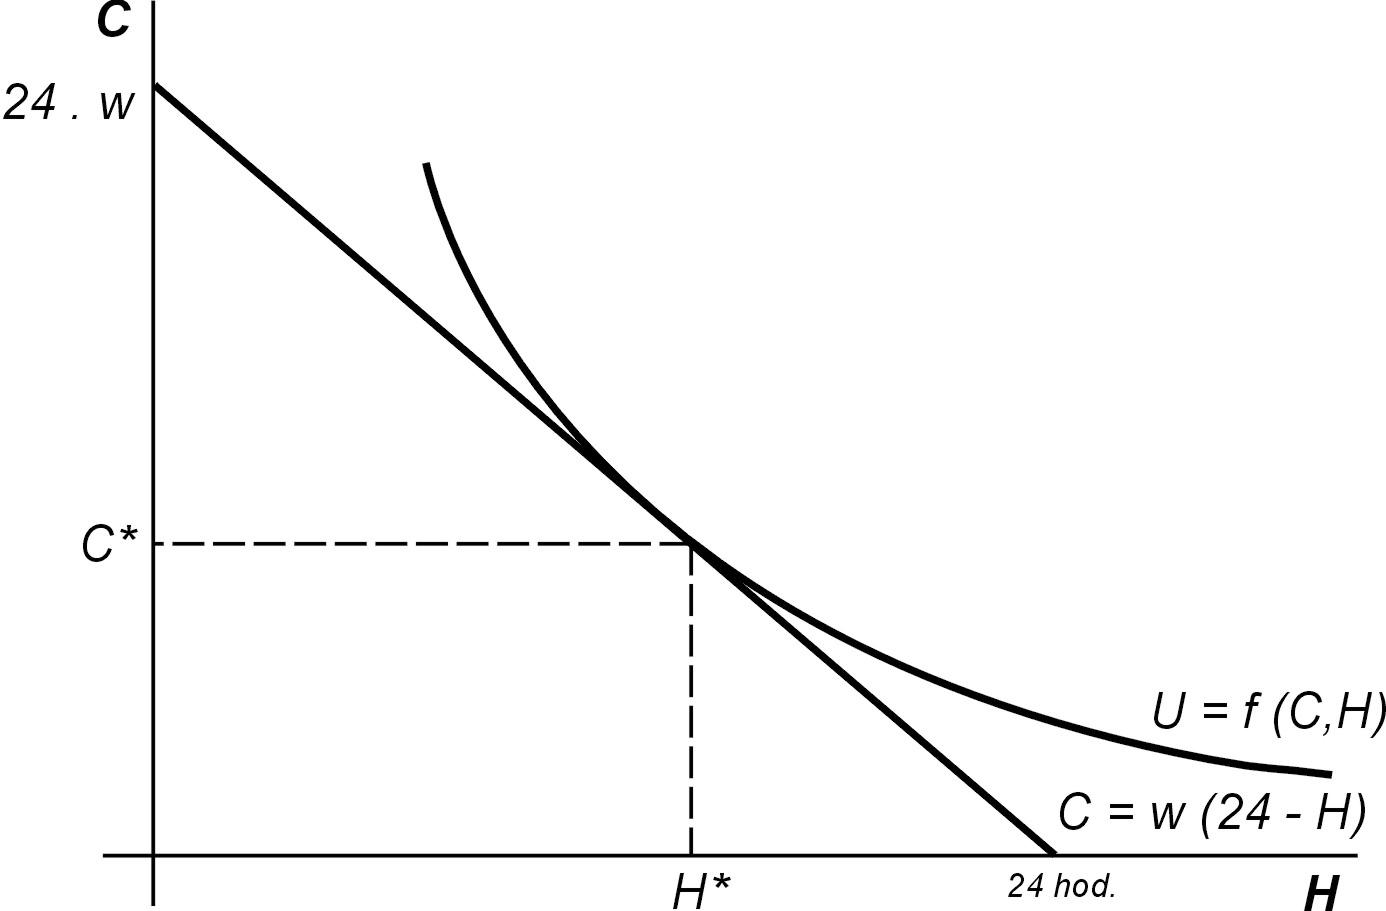 C
24 . w
C*
U = f (C,H)
C = w (24 - H)
H*
24 hod.
H